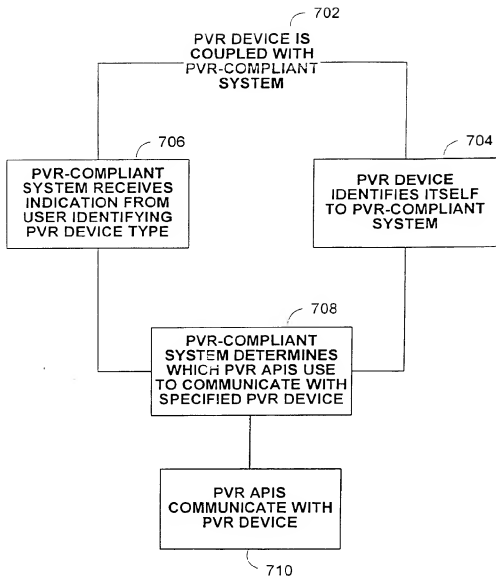 702
PVR DEVICE IS
COUPLED WITH
PVR-COMPLIANT
SYSTEM
706
PVR-COMPLIANT
SYSTEM RECEIVES
INDICATION FROM
USER IDENTIFYING
PVR DEVICE TYPE
704
PVR DEVICE
IDENTIFIES ITSELF
TO PVR-COMPLIANT
SYSTEM
708
PVR-COMPLIANT
SYSTEM DETERMINES
WHICH PVR APIS USE
TO COMMUNICATE WITH
SPECIFIED PVR DEVICE
PVR APIS
COMMUNICATE WITH
PVR DEVICE
710